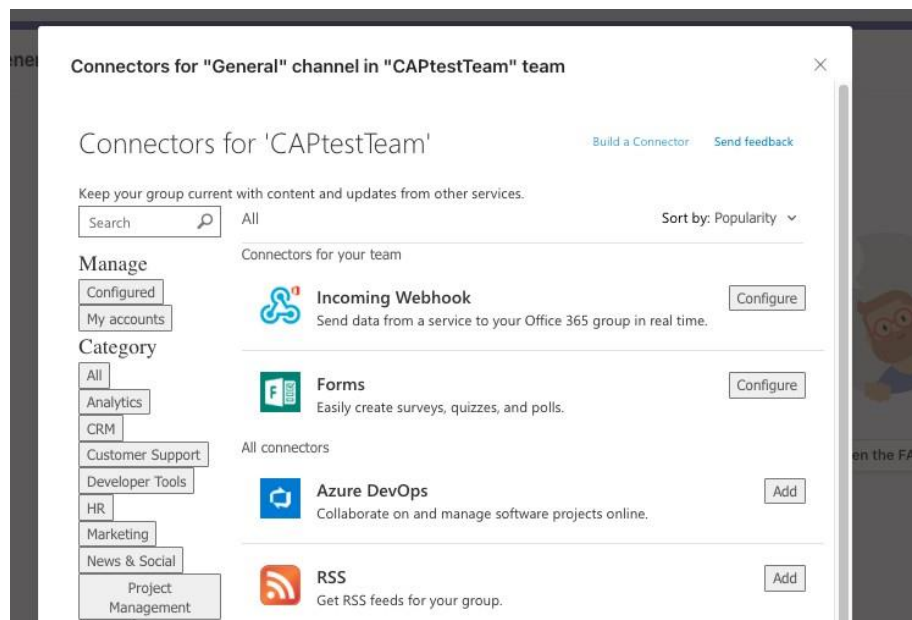 Connectors for "General" channel in "CAPtestTeam" team
Connectors for 'CAPtestTeam'
Build a Connector
Send feedback
Keep your group current with content and updates from other services.
Search
All
Sort by: Popularity
Manage
Configured
My accounts
Category
All
Analytics
CRM
Customer Support
Developer Tools
HR
Marketing
News & Social
Project
Management
Connectors for your team
Incoming Webhook
Send data from a service to your Office 365 group in real time.
Configure
Forms
Easily create surveys, quizzes, and polls.
Configure
All connectors
Azure DevOps
Collaborate on and manage software projects online.
Add
RSS
Get RSS feeds for your group.
Add